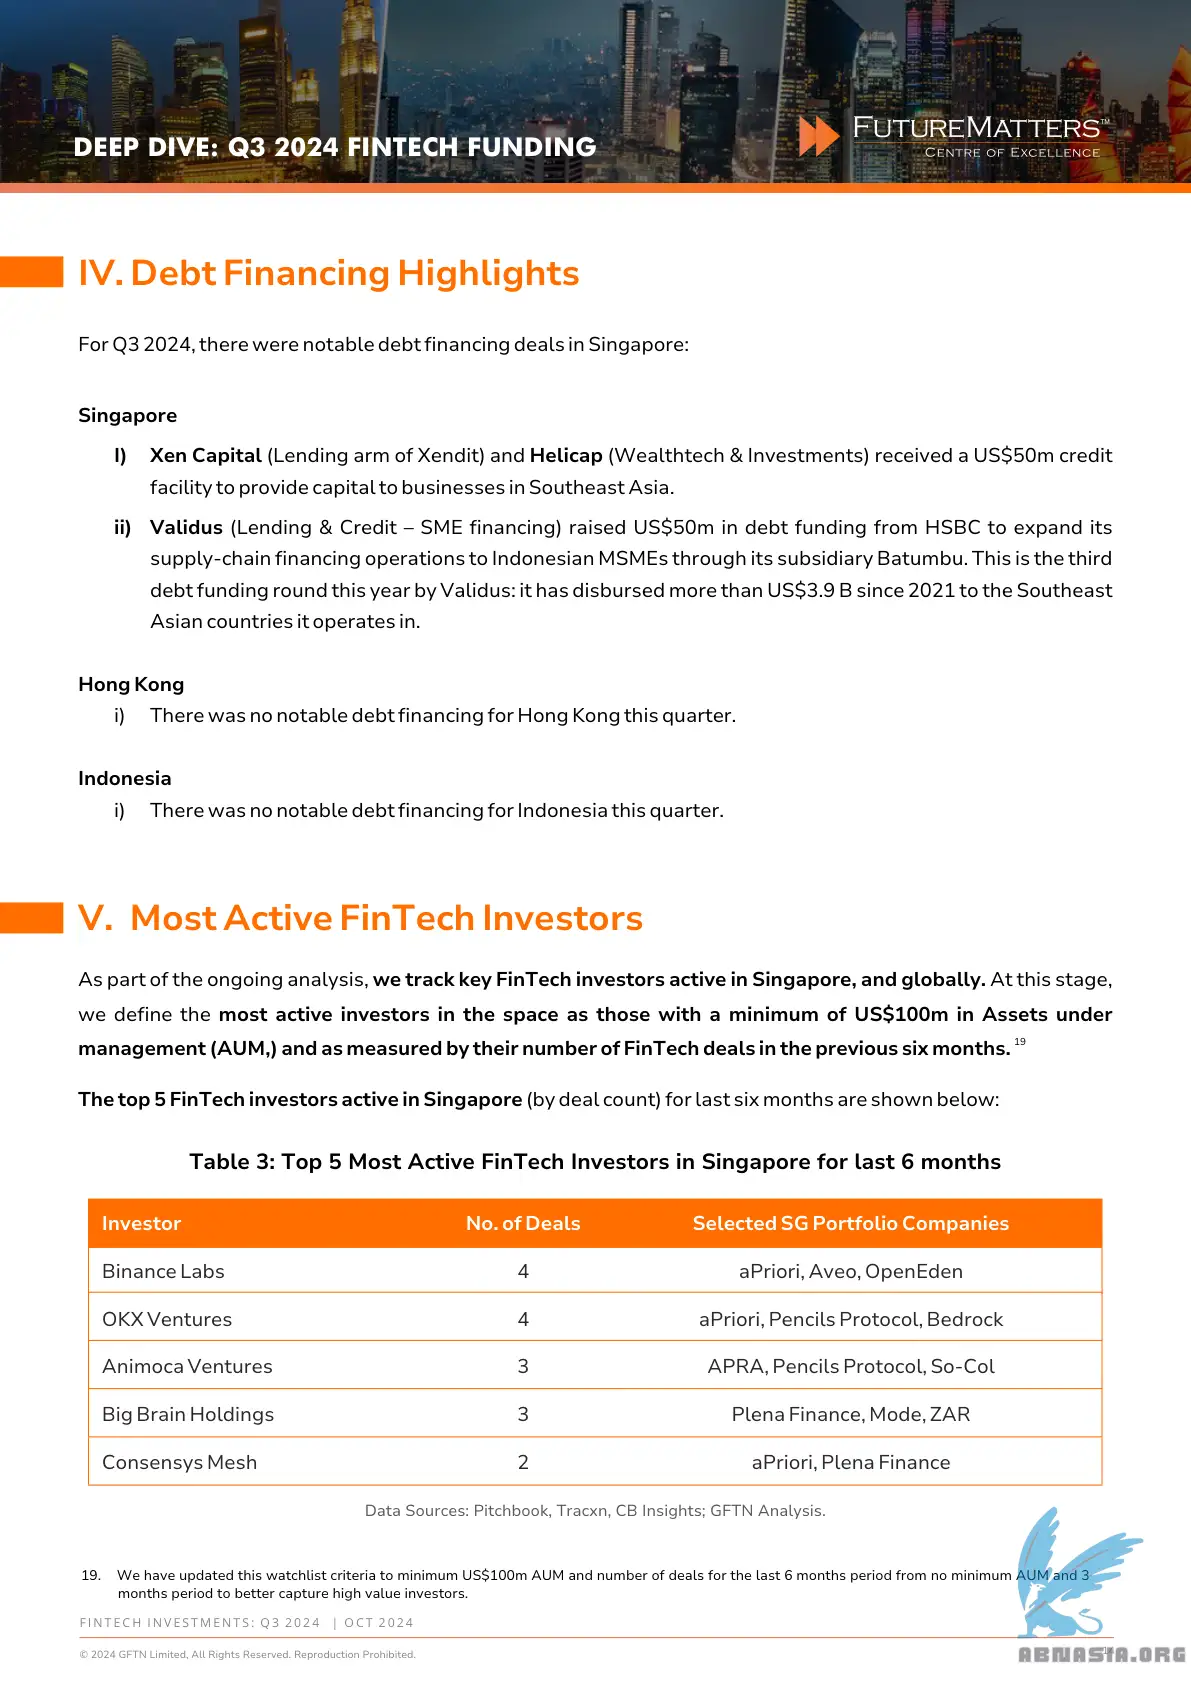 DEEP DIVE: Q3 2024 FINTECH FUNDING
FUTUREMATTERS™
CENTRE OF EXCELLENCE
IV. Debt Financing Highlights
For Q3 2024, there were notable debt financing deals in Singapore:
Singapore
I) Xen Capital (Lending arm of Xendit) and Helicap (Wealthtech & Investments) received a US$50m credit
facility to provide capital to businesses in Southeast Asia.
ii) Validus (Lending & Credit – SME financing) raised US$50m in debt funding from HSBC to expand its
supply-chain financing operations to Indonesian MSMEs through its subsidiary Batumbu. This is the third
debt funding round this year by Validus: it has disbursed more than US$3.9 B since 2021 to the Southeast
Asian countries it operates in.
Hong Kong
i) There was no notable debt financing for Hong Kong this quarter.
Indonesia
i) There was no notable debt financing for Indonesia this quarter.
V. Most Active FinTech Investors
As part of the ongoing analysis, we track key FinTech investors active in Singapore, and globally. At this stage,
we define the most active investors in the space as those with a minimum of US$100m in Assets under
management (AUM,) and as measured by their number of FinTech deals in the previous six months. 19
The top 5 FinTech investors active in Singapore (by deal count) for last six months are shown below:
Table 3: Top 5 Most Active FinTech Investors in Singapore for last 6 months
Investor No. of Deals Selected SG Portfolio Companies
Binance Labs 4 aPriori, Aveo, OpenEden
OKX Ventures 4 aPriori, Pencils Protocol, Bedrock
Animoca Ventures 3 APRA, Pencils Protocol, So-Col
Big Brain Holdings 3 Plena Finance, Mode, ZAR
Consensys Mesh 2 aPriori, Plena Finance
Data Sources: Pitchbook, Tracxn, CB Insights; GFTN Analysis.
19. We have updated this watchlist criteria to minimum US$100m AUM and number of deals for the last 6 months period from no minimum AUM and 3
months period to better capture high value investors.
FINTECH INVESTMENTS: Q3 2024 | OCT 2024
© 2024 GFTN Limited, All Rights Reserved. Reproduction Prohibited.
ABNASIA.ORG